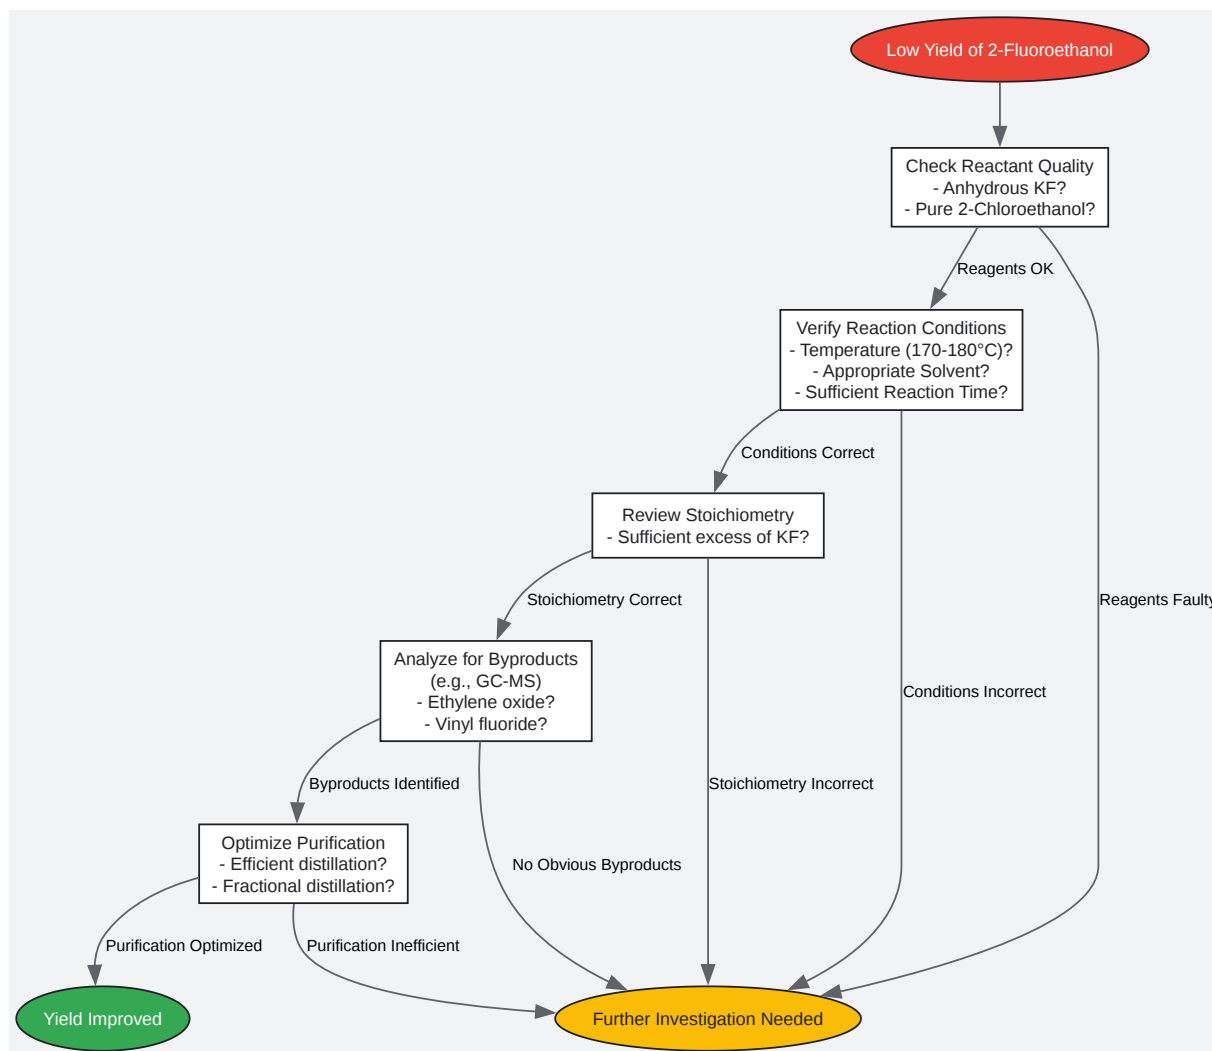 Low Yield of 2-Fluoroethanol
Check Reactant Quality
- Anhydrous KF?
- Pure 2-Chloroethanol?
Reagents OK
Verify Reaction Conditions
- Temperature (170-180°C)?
- Appropriate Solvent?
- Sufficient Reaction Time?
Conditions Correct
Review Stoichiometry
- Sufficient excess of KF?
Stoichiometry Correct
Reagents Faulty
Analyze for Byproducts
(e.g., GC-MS)
- Ethylene oxide?
- Vinyl fluoride?
Conditions Incorrect
Byproducts Identified
Stoichiometry Incorrect
Optimize Purification
- Efficient distillation?
- Fractional distillation?
No Obvious Byproducts
Purification Optimized
Purification Inefficient
Yield Improved
Further Investigation Needed